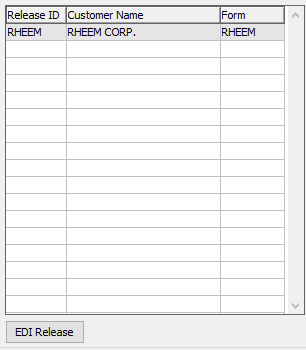 Release ID Customer Name Form
RHEEM RHEEM CORP. RHEEM
EDI Release